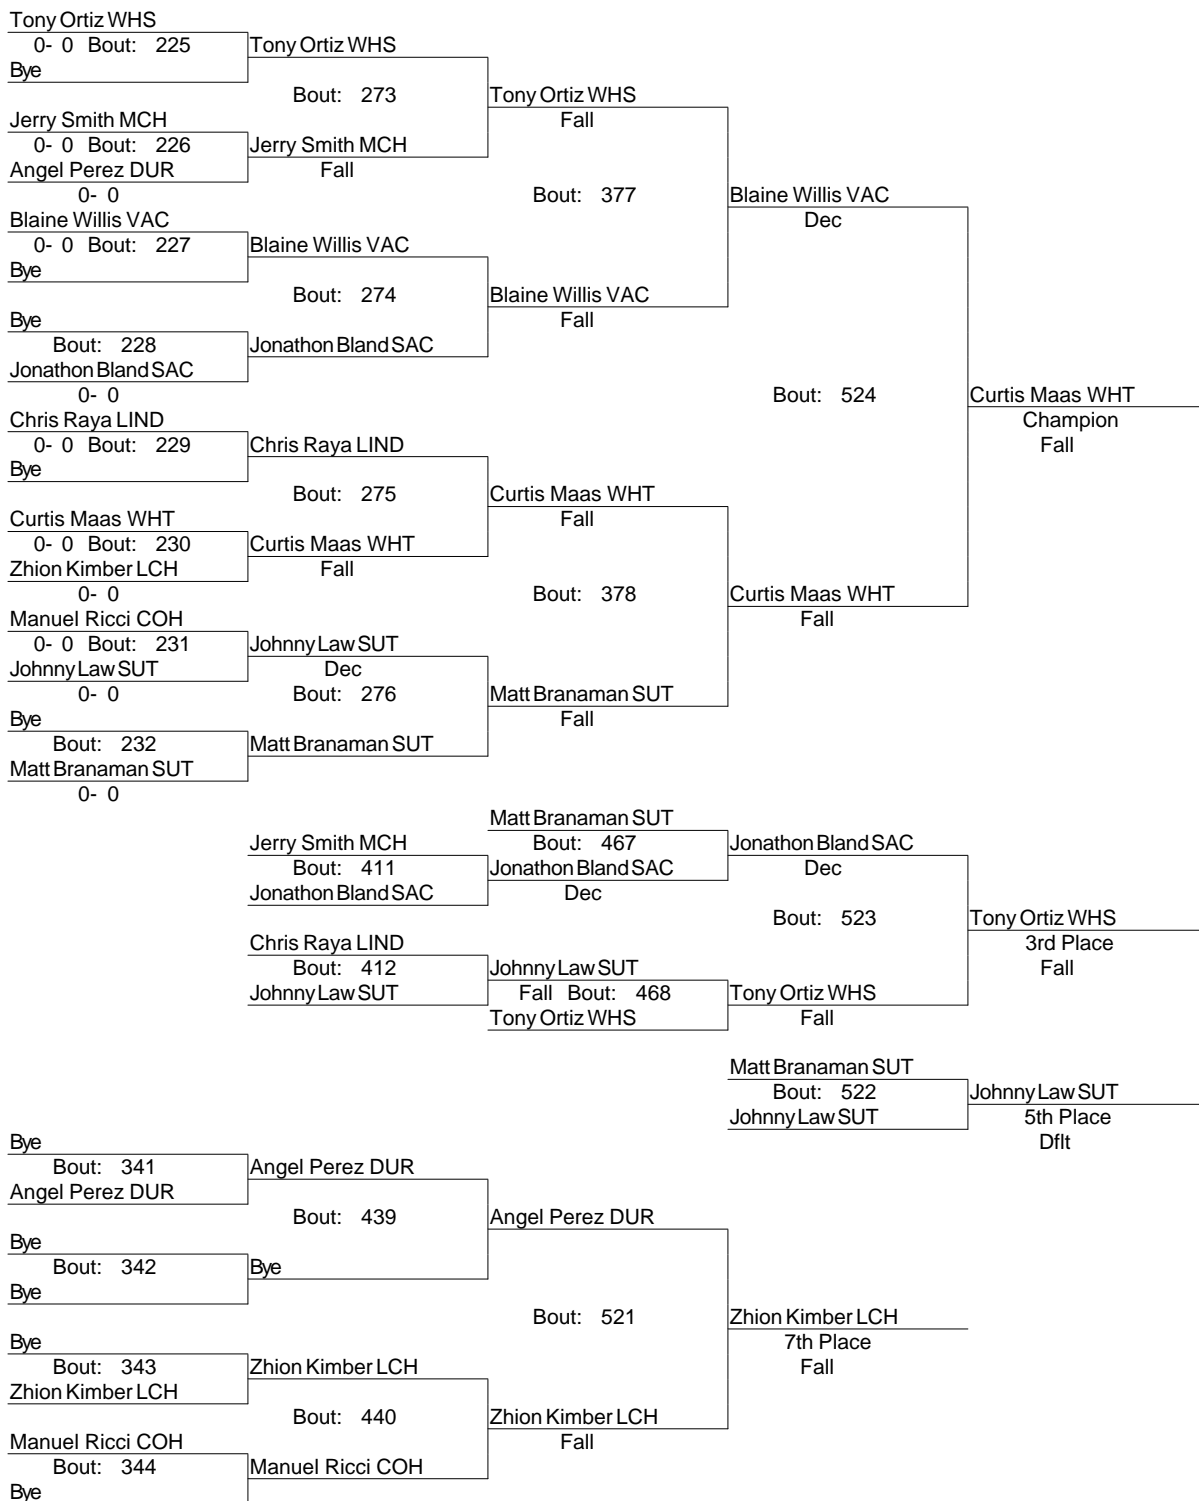 Tony Ortiz WHS
0- 0 Bout: 225
Tony Ortiz WHS
Bye
Bout: 273
Tony Ortiz WHS
Jerry Smith MCH
Fall
0- 0 Bout: 226
Jerry Smith MCH
Angel Perez DUR
Fall
0- 0
Bout: 377
Blaine Willis VAC
Blaine Willis VAC
Dec
0- 0 Bout: 227
Blaine Willis VAC
Bye
Bout: 274
Blaine Willis VAC
Bye
Fall
Bout: 228
Jonathon Bland SAC
Jonathon Bland SAC
0- 0
Bout: 524
Curtis Maas WHT
Chris Raya LIND
Champion
0- 0 Bout: 229
Chris Raya LIND
Fall
Bye
Bout: 275
Curtis Maas WHT
Curtis Maas WHT
Fall
0- 0 Bout: 230
Curtis Maas WHT
Zhion Kimber LCH
Fall
0- 0
Bout: 378
Curtis Maas WHT
Manuel Ricci COH
Fall
0- 0 Bout: 231
Johnny Law SUT
Johnny Law SUT
Dec
0- 0
Bout: 276
Matt Branaman SUT
Bye
Fall
Bout: 232
Matt Branaman SUT
Matt Branaman SUT
0- 0
Matt Branaman SUT
Jerry Smith MCH
Bout: 467
Jonathon Bland SAC
Bout: 411
Jonathon Bland SAC
Dec
Jonathon Bland SAC
Dec
Bout: 523
Tony Ortiz WHS
Chris Raya LIND
3rd Place
Bout: 412
Johnny Law SUT
Fall
Johnny Law SUT
Fall Bout: 468
Tony Ortiz WHS
Tony Ortiz WHS
Fall
Matt Branaman SUT
Bout: 522
Johnny Law SUT
Johnny Law SUT
5th Place
Dflt
Bye
Bout: 341
Angel Perez DUR
Angel Perez DUR
Bout: 439
Angel Perez DUR
Bye
Bout: 342
Bye
Bye
Bout: 521
Zhion Kimber LCH
Bye
7th Place
Bout: 343
Zhion Kimber LCH
Fall
Zhion Kimber LCH
Bout: 440
Zhion Kimber LCH
Manuel Ricci COH
Fall
Bout: 344
Manuel Ricci COH
Bye